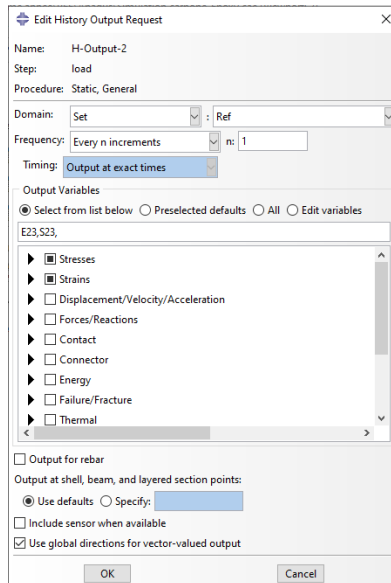 Edit History Output Request
Name: H-Output-2
Step: load
Procedure: Static, General
Domain: Set : Ref
Frequency: Every n increments n: 1
Timing: Output at exact times
Output Variables
Select from list below Preselected defaults All Edit variables
E23,S23,
Stresses
Strains
Displacement/Velocity/Acceleration
Forces/Reactions
Contact
Connector
Energy
Failure/Fracture
Thermal
Output for rebar
Output at shell, beam, and layered section points:
Use defaults Specify:
Include sensor when available
Use global directions for vector-valued output
OK Cancel